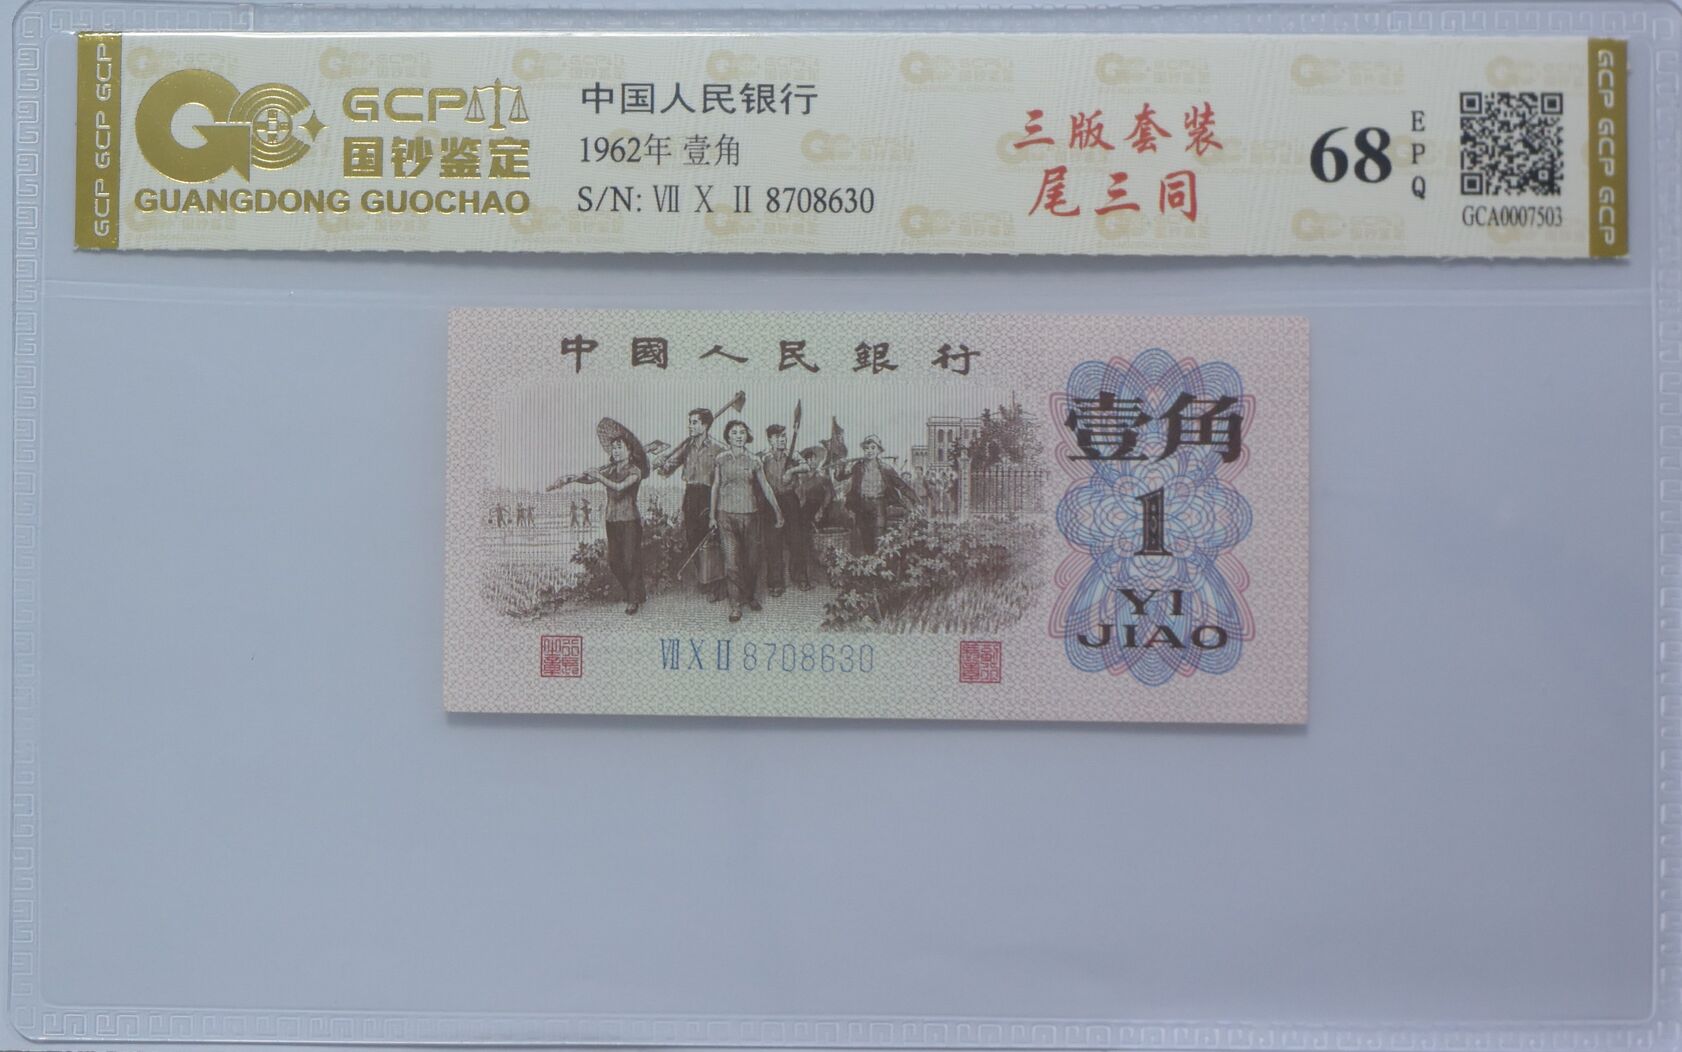 GCP GCP GCP
GCP
国钞鉴定
GUANGDONG GUOCHAO
中国人民银行
1962年 壹角
S/N: Ⅶ Ⅹ Ⅱ 8708630
三版套装
尾三同
68
EPQ
GCA0007503
GCP GCP GCP
中國人民銀行
壹角
1
YI
JIAO
Ⅶ Ⅹ Ⅱ 8708630